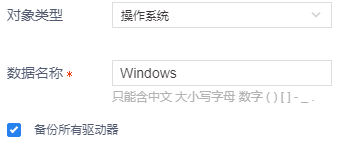 对象类型 操作系统
数据名称 * Windows
只能含中文 大小写字母 数字 ( ) [ ] - _ .
备份所有驱动器